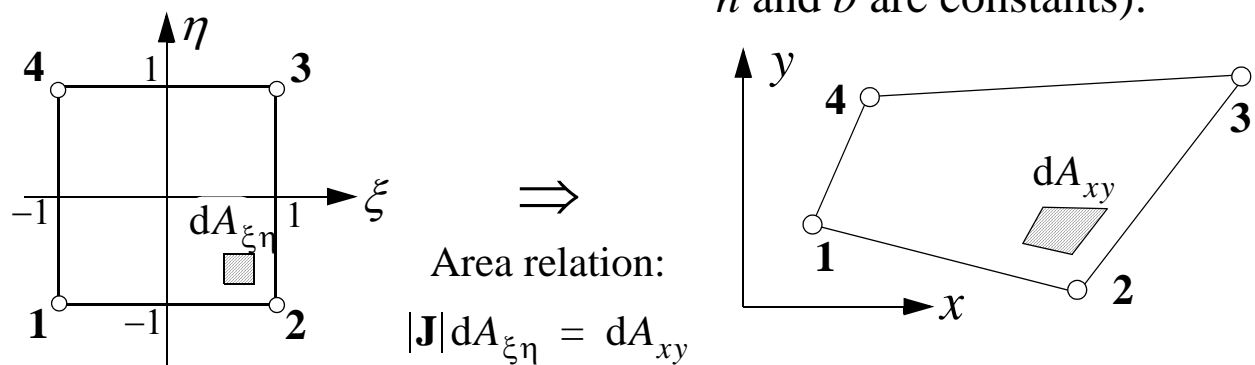 h and b are constants):
η
4 1 3
-1 1 ξ
dA_ξη
1 -1 2
⇒
Area relation:
|J|dA_ξη = dA_xy
y
4
3
dA_xy
1
2
x